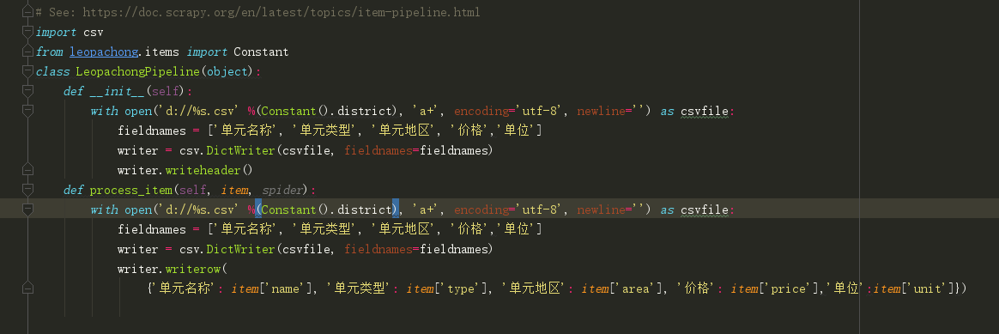 # See: https://doc.scrapy.org/en/latest/topics/item-pipeline.html
import csv
from leopachong.items import Constant
class LeopachongPipeline(object):
    def __init__(self):
        with open('d://%s.csv' %(Constant().district), 'a+', encoding='utf-8', newline='') as csvfile:
            fieldnames = ['单元名称', '单元类型', '单元地区', '价格','单位']
            writer = csv.DictWriter(csvfile, fieldnames=fieldnames)
            writer.writeheader()
    def process_item(self, item, spider):
        with open('d://%s.csv' %(Constant().district), 'a+', encoding='utf-8', newline='') as csvfile:
            fieldnames = ['单元名称', '单元类型', '单元地区', '价格','单位']
            writer = csv.DictWriter(csvfile, fieldnames=fieldnames)
            writer.writerow(
                {'单元名称': item['name'], '单元类型': item['type'], '单元地区': item['area'], '价格': item['price'],'单位':item['unit']})